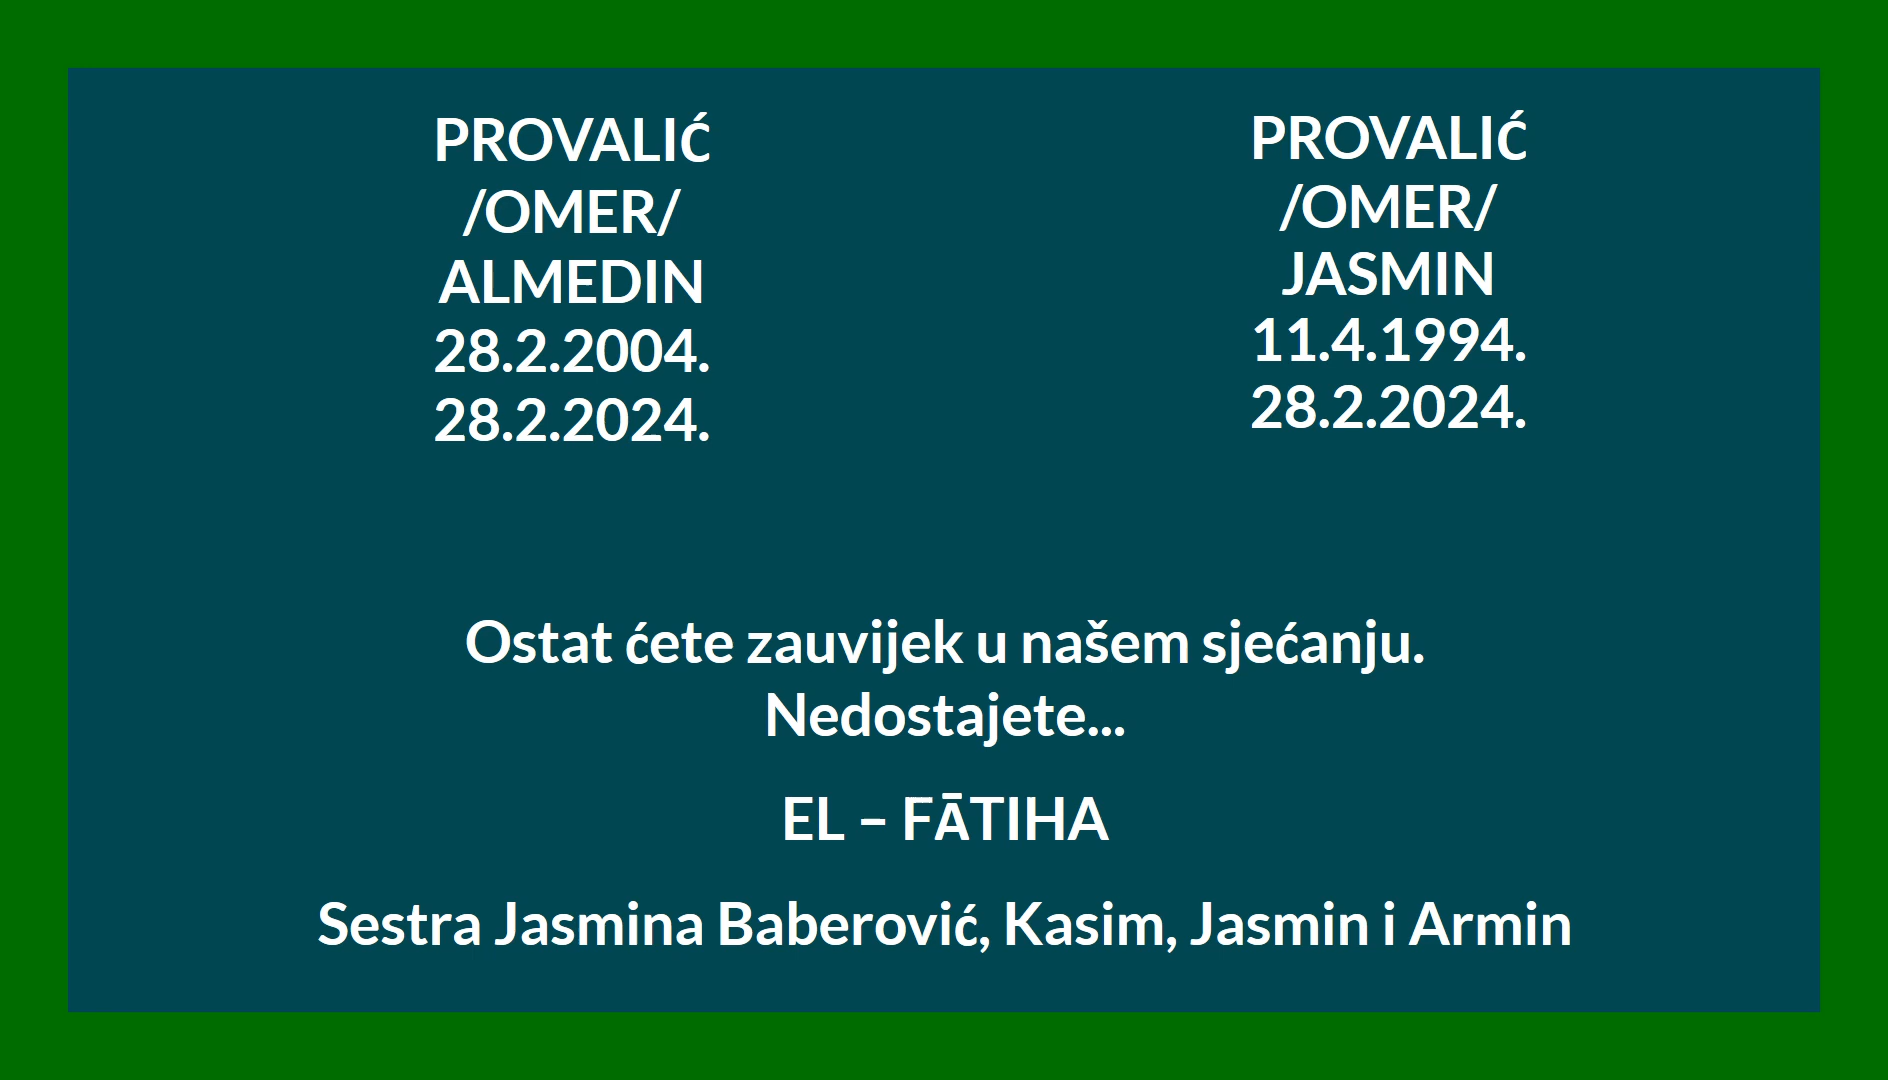 PROVALIĆ
/OMER/
ALMEDIN
28.2.2004.
28.2.2024.
PROVALIĆ
/OMER/
JASMIN
11.4.1994.
28.2.2024.
Ostat ćete zauvijek u našem sjećanju.
Nedostajete...
EL – FĀTIHA
Sestra Jasmina Baberović, Kasim, Jasmin i Armin